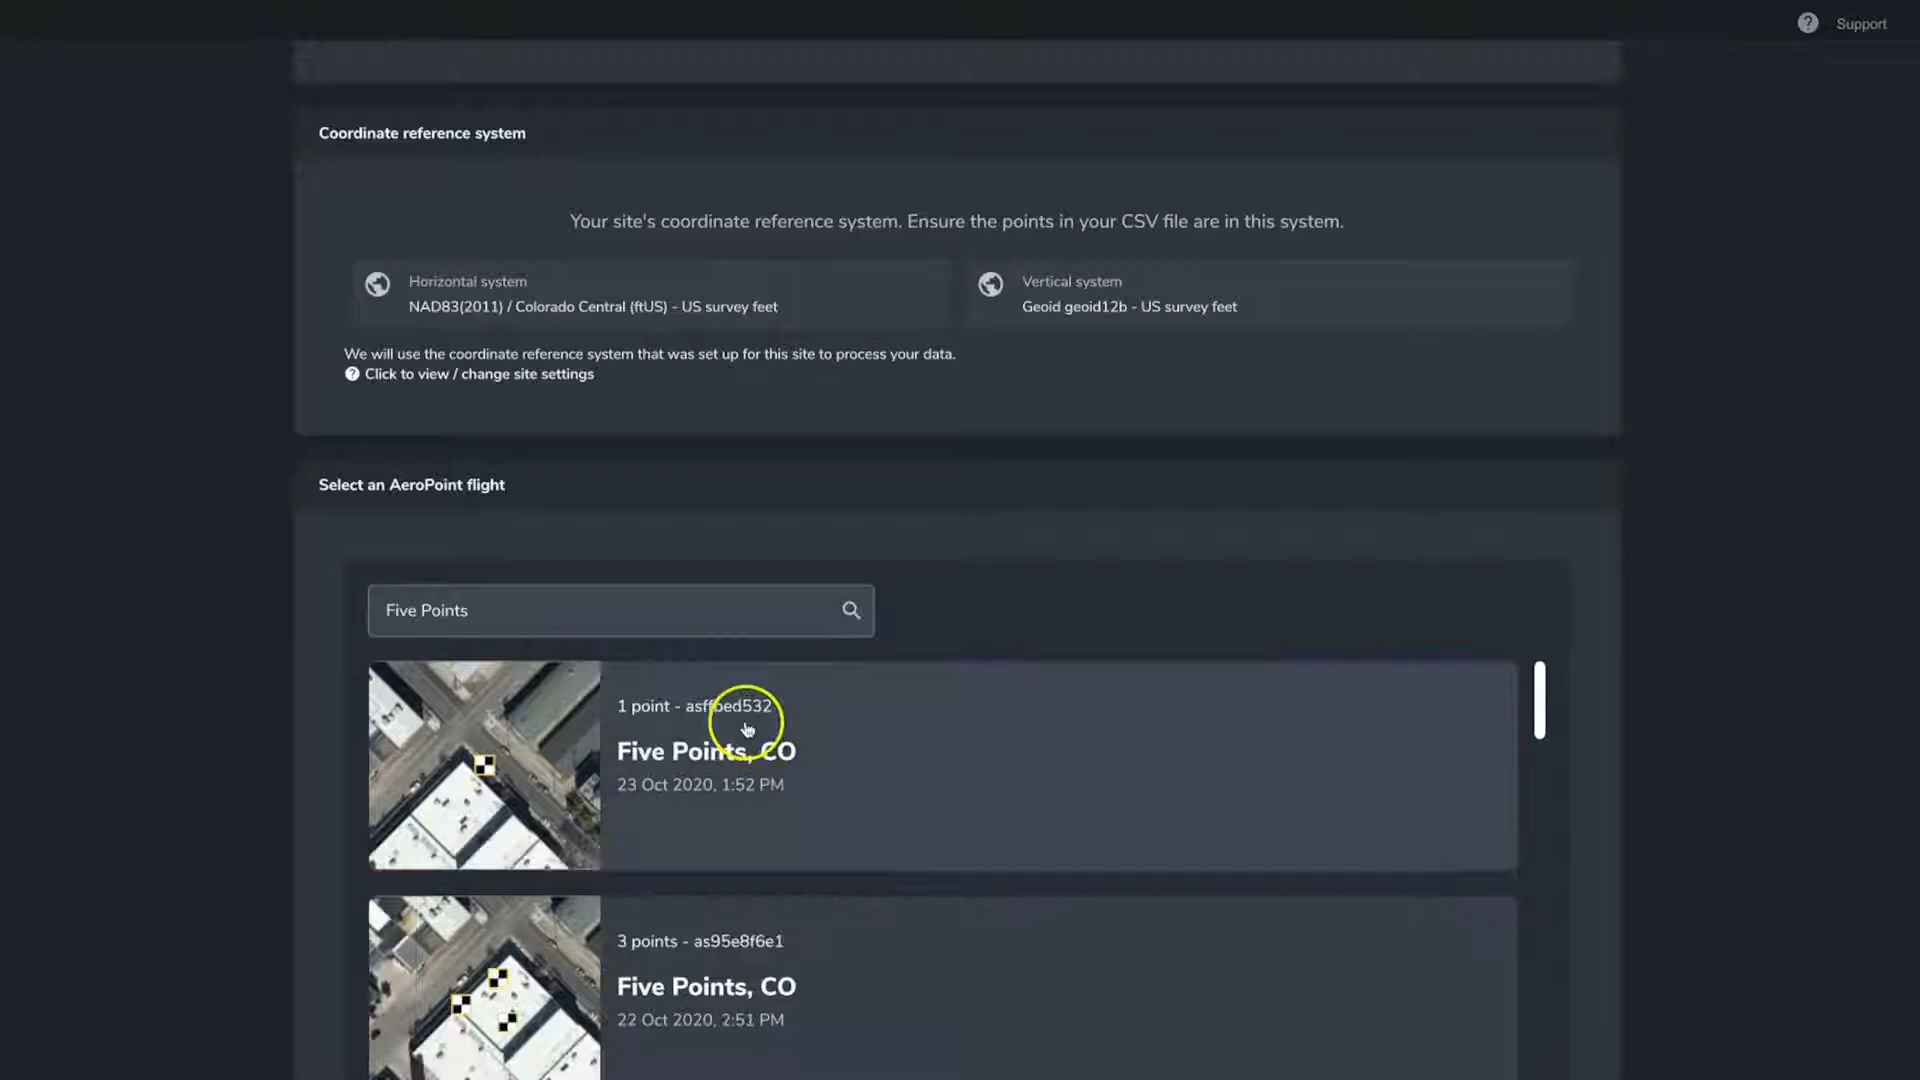 Support
Coordinate reference system
Your site's coordinate reference system. Ensure the points in your CSV file are in this system.
Horizontal system
NAD83(2011) / Colorado Central (ftUS) - US survey feet
Vertical system
Geoid geoid12b - US survey feet
We will use the coordinate reference system that was set up for this site to process your data.
Click to view / change site settings
Select an AeroPoint flight
Five Points
1 point - asffbed532
Five Points, CO
23 Oct 2020, 1:52 PM
3 points - as95e8f6e1
Five Points, CO
22 Oct 2020, 2:51 PM